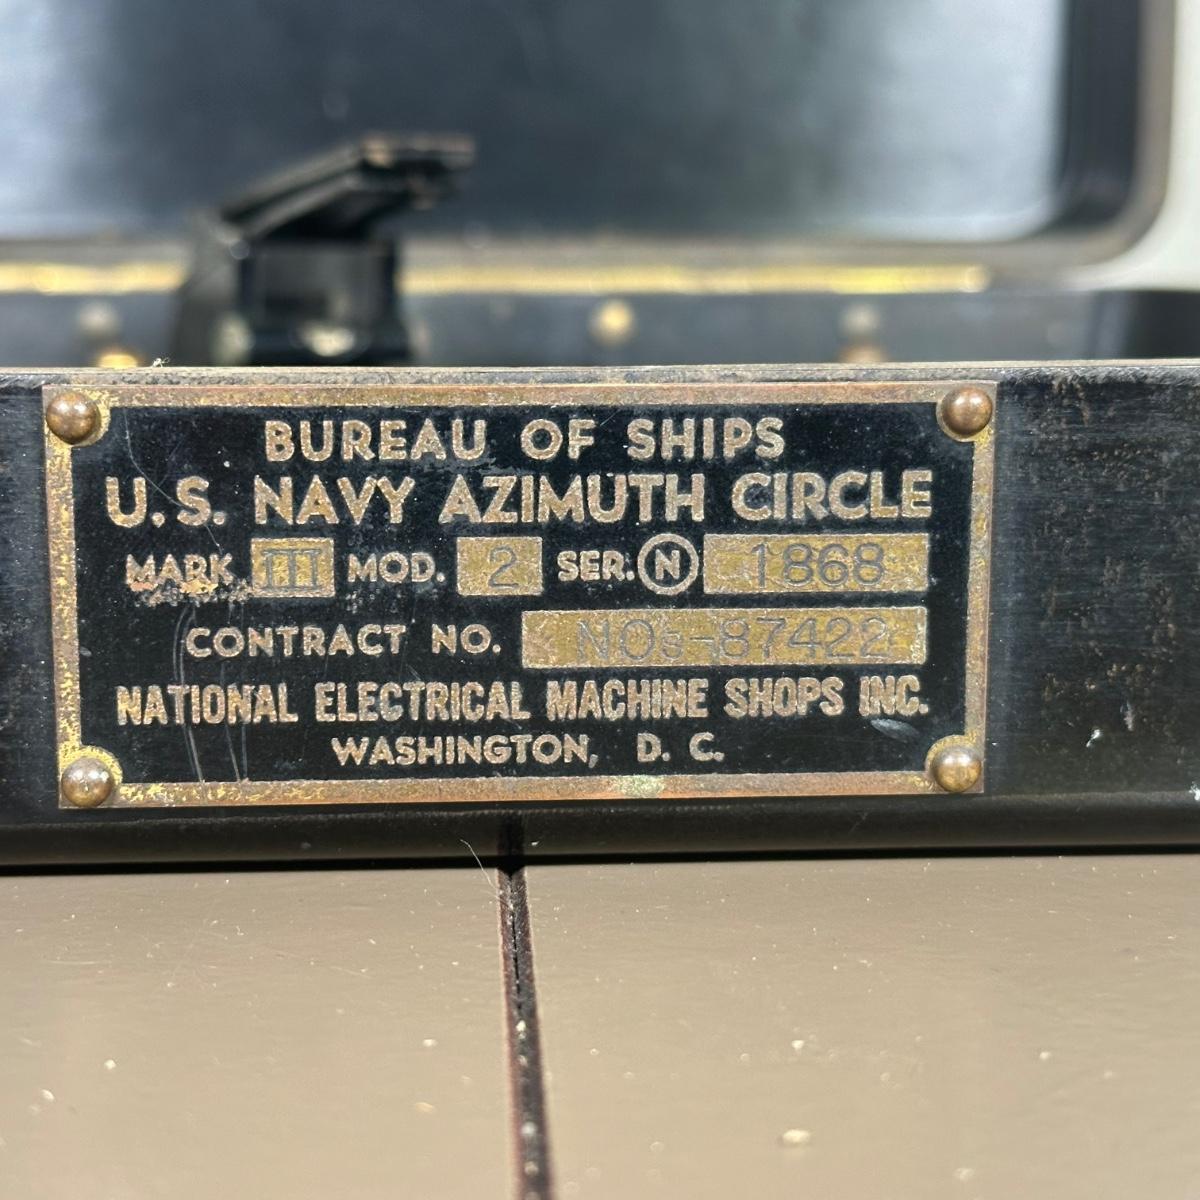 BUREAU OF SHIPS
U.S. NAVY AZIMUTH CIRCLE
MARK III MOD. 2 SER. N 1868
CONTRACT NO. NOs-87422
NATIONAL ELECTRICAL MACHINE SHOPS INC.
WASHINGTON, D. C.